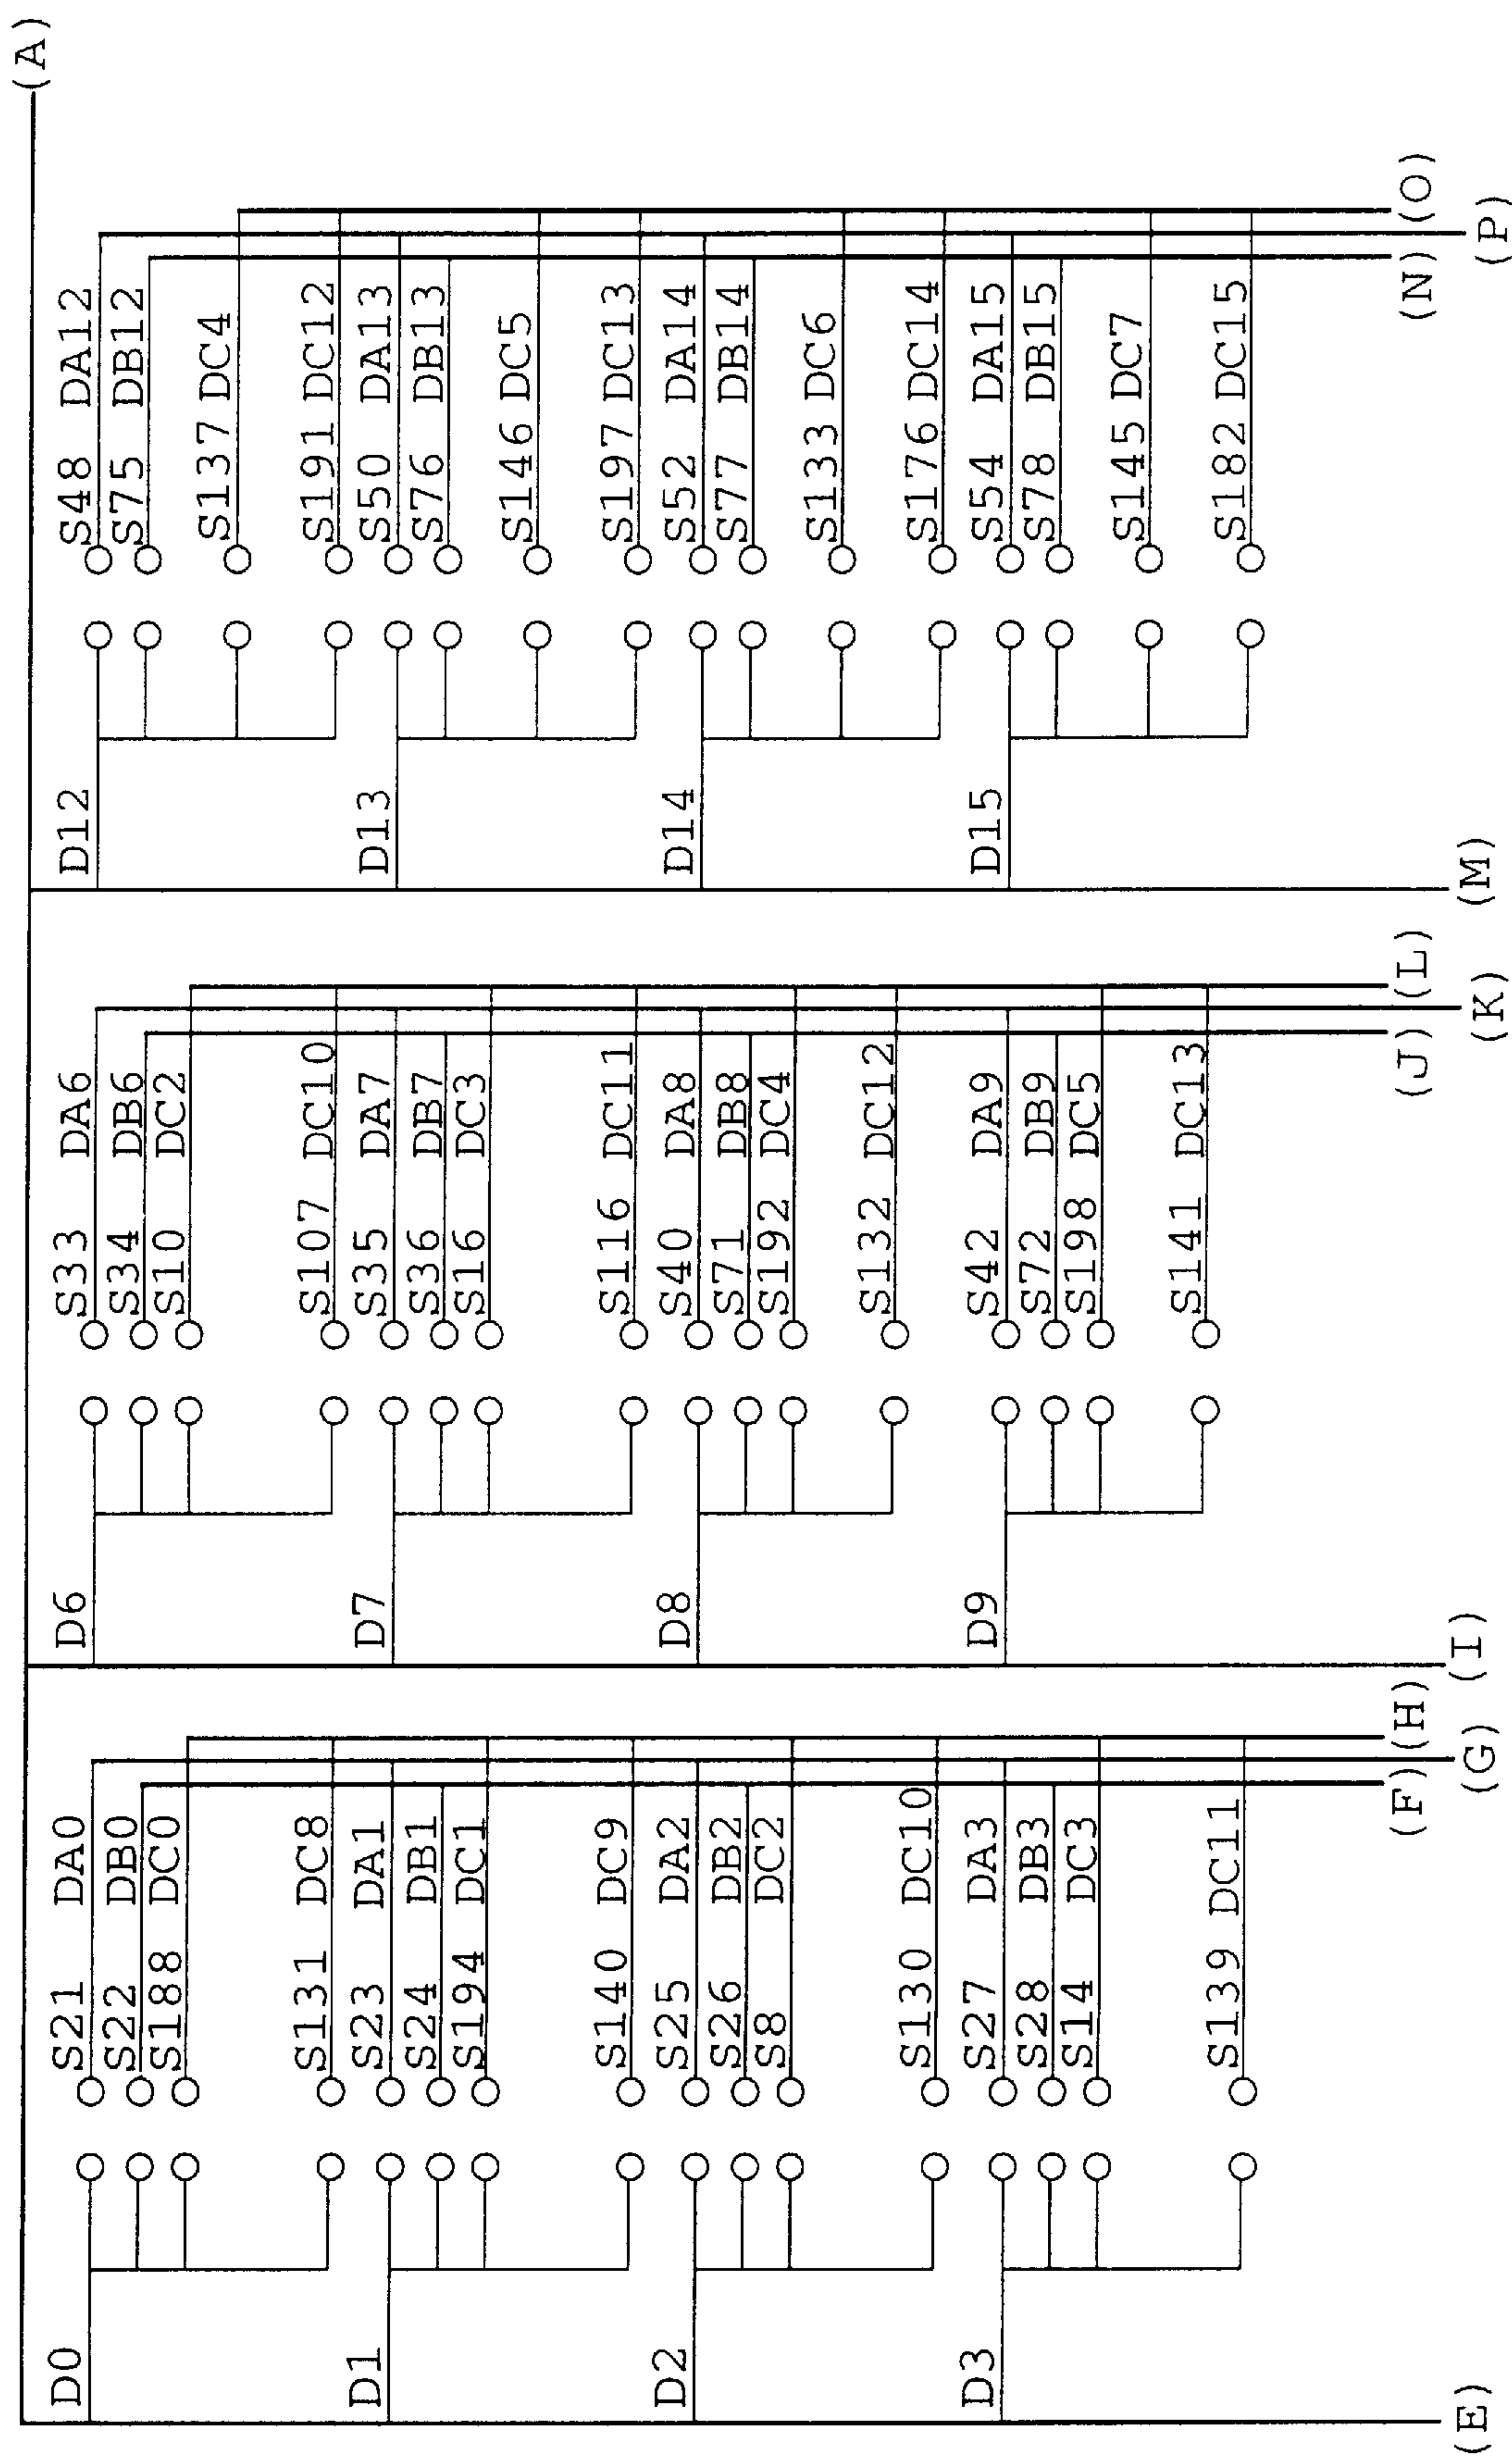 (A)
D0
S21 DA0
S22 DB0
S188 DC0
S131 DC8
D1
S23 DA1
S24 DB1
S194 DC1
S140 DC9
D2
S25 DA2
S26 DB2
S8 DC2
S130 DC10
D3
S27 DA3
S28 DB3
S14 DC3
S139 DC11
(E)
(F)
(H)
(G)
D6
S33 DA6
S34 DB6
S10 DC2
S107 DC10
D7
S35 DA7
S36 DB7
S16 DC3
S116 DC11
D8
S40 DA8
S71 DB8
S192 DC4
S132 DC12
D9
S42 DA9
S72 DB9
S198 DC5
S141 DC13
(I)
(J)
(L)
(K)
D12
S48 DA12
S75 DB12
S137 DC4
S191 DC12
D13
S50 DA13
S76 DB13
S146 DC5
S197 DC13
D14
S52 DA14
S77 DB14
S133 DC6
S176 DC14
D15
S54 DA15
S78 DB15
S145 DC7
S182 DC15
(M)
(N)
(O)
(P)